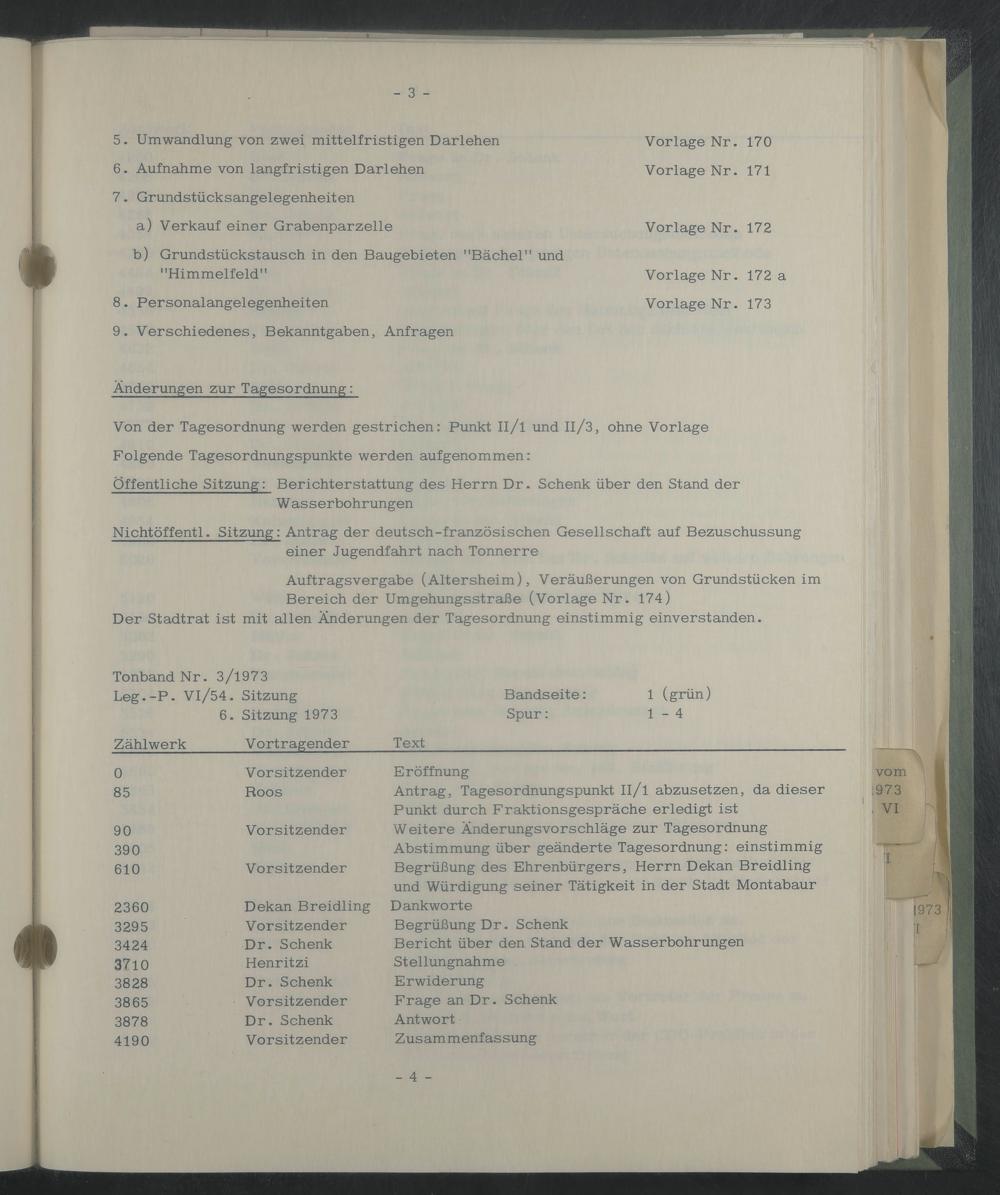 - 3 -
5. Umwandlung von zwei mittelfristigen Darlehen Vorlage Nr. 170
6. Aufnahme von langfristigen Darlehen Vorlage Nr. 171
7. Grundstücksangelegenheiten
a) Verkauf einer Grabenparzelle Vorlage Nr. 172
b) Grundstückstausch in den Baugebieten "Bächel" und
"Himmelfeld" Vorlage Nr. 172 a
8. Personalangelegenheiten Vorlage Nr. 173
9. Verschiedenes, Bekanntgaben, Anfragen
Änderungen zur Tagesordnung:
Von der Tagesordnung werden gestrichen: Punkt II/1 und II/3, ohne Vorlage
Folgende Tagesordnungspunkte werden aufgenommen:
Öffentliche Sitzung: Berichterstattung des Herrn Dr. Schenk über den Stand der
Wasserbohrungen
Nichtöffentl. Sitzung: Antrag der deutsch-französischen Gesellschaft auf Bezuschussung
einer Jugendfahrt nach Tonnerre
Auftragsvergabe (Altersheim), Veräußerungen von Grundstücken im
Bereich der Umgehungsstraße (Vorlage Nr. 174)
Der Stadtrat ist mit allen Änderungen der Tagesordnung einstimmig einverstanden.
Tonband Nr. 3/1973
Leg.-P. VI/54. Sitzung Bandseite: 1 (grün)
6. Sitzung 1973 Spur: 1 - 4
Zählwerk Vortragender Text
0 Vorsitzender Eröffnung
85 Roos Antrag, Tagesordnungspunkt II/1 abzusetzen, da dieser
Punkt durch Fraktionsgespräche erledigt ist
90 Vorsitzender Weitere Änderungsvorschläge zur Tagesordnung
390 Abstimmung über geänderte Tagesordnung: einstimmig
610 Vorsitzender Begrüßung des Ehrenbürgers, Herrn Dekan Breidling
und Würdigung seiner Tätigkeit in der Stadt Montabaur
2360 Dekan Breidling Dankworte
3295 Vorsitzender Begrüßung Dr. Schenk
3424 Dr. Schenk Bericht über den Stand der Wasserbohrungen
3710 Henritzi Stellungnahme
3828 Dr. Schenk Erwiderung
3865 Vorsitzender Frage an Dr. Schenk
3878 Dr. Schenk Antwort
4190 Vorsitzender Zusammenfassung
- 4 -
vom
973
VI
I
1973
I